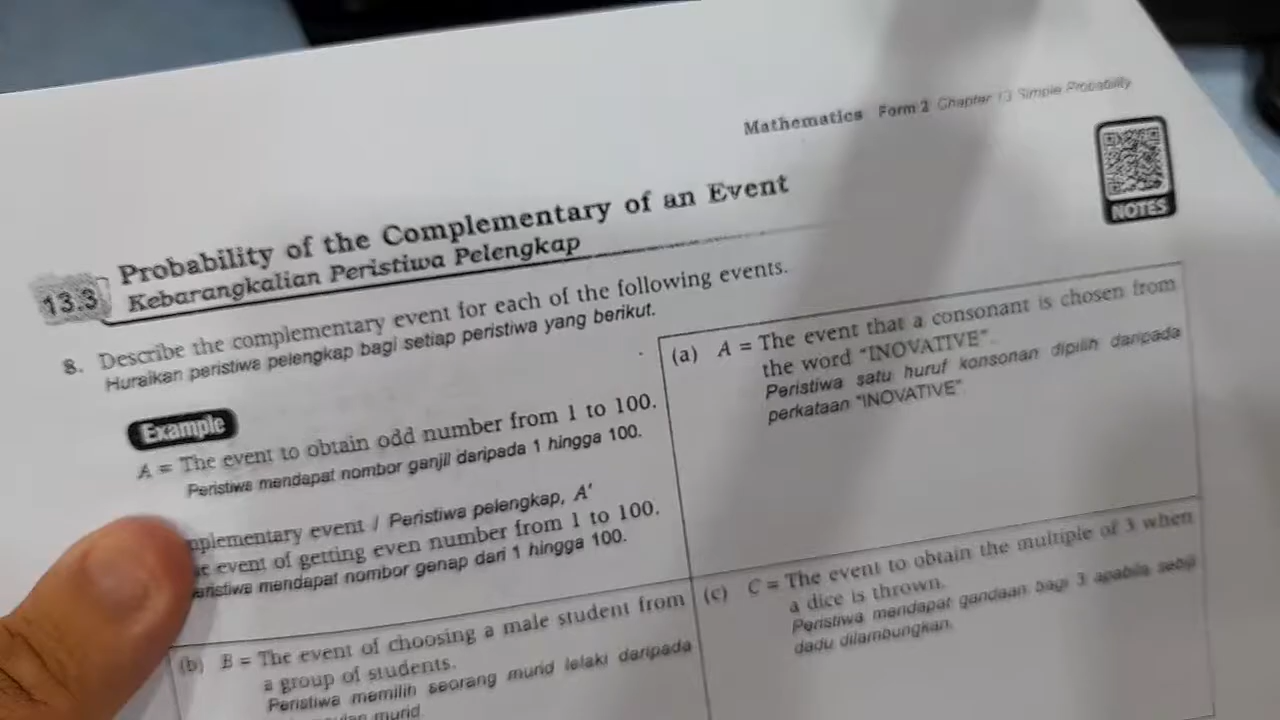 Mathematics Form 2 Chapter 13 Simple Probability
NOTES
13.3 Probability of the Complementary of an Event
Kebarangkalian Peristiwa Pelengkap
8. Describe the complementary event for each of the following events.
Huraikan peristiwa pelengkap bagi setiap peristiwa yang berikut.
Example
A = The event to obtain odd number from 1 to 100.
Peristiwa mendapat nombor ganjil daripada 1 hingga 100.
plementary event / Peristiwa pelengkap, A'
event of getting even number from 1 to 100.
mendapat nombor genap dari 1 hingga 100.
(a) A = The event that a consonant is chosen from
the word "INOVATIVE".
Peristiwa satu huruf konsonan dipilih daripada
perkataan "INOVATIVE".
(b) B = The event of choosing a male student from
a group of students.
Peristiwa memilih seorang murid lelaki daripada
murid.
(c) C = The event to obtain the multiple of 3 when
a dice is thrown.
Peristiwa mendapat gandaan bagi 3 apabila sebiji
dadu dilambungkan.